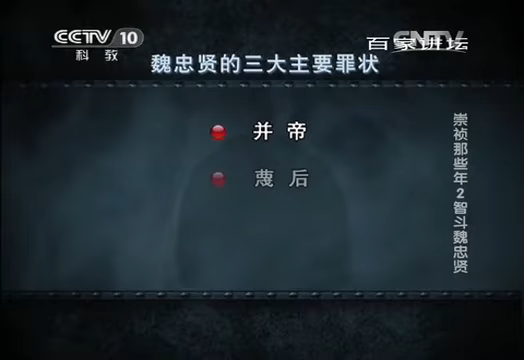 CCTV 10
科教
CNTV
百家讲坛
魏忠贤的三大主要罪状
并帝
蔑后
崇祯那些年2智斗魏忠贤